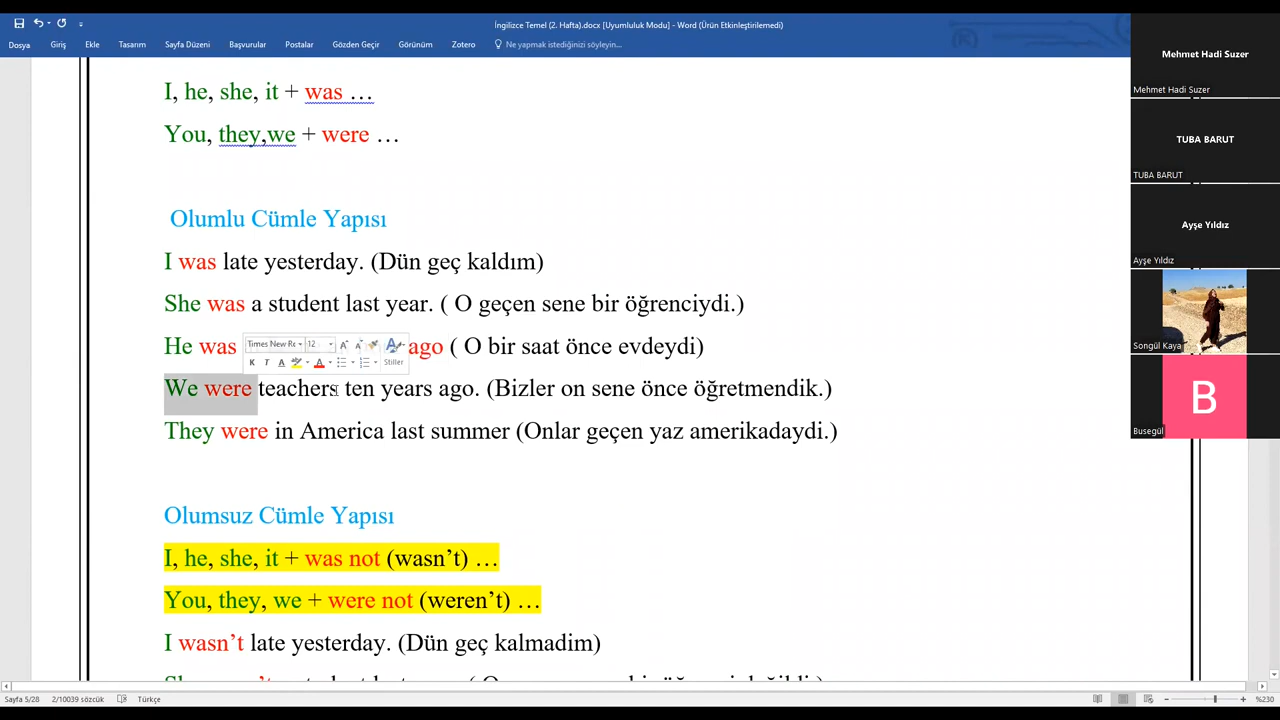 İngilizce Temel (2. Hafta).docx [Uyumluluk Modu] - Word (Ürün Etkinleştirilemedi)
Dosya Giriş Ekle Tasarım Sayfa Düzeni Başvurular Postalar Gözden Geçir Görünüm Zotero Ne yapmak istediğinizi söyleyin...
I, he, she, it + was …
You, they,we + were …
Olumlu Cümle Yapısı
I was late yesterday. (Dün geç kaldım)
She was a student last year. ( O geçen sene bir öğrenciydi.)
He was ago ( O bir saat önce evdeydi)
Times New Ro 12
K T A Stiller
We were teachers ten years ago. (Bizler on sene önce öğretmendik.)
They were in America last summer (Onlar geçen yaz amerikadaydi.)
Olumsuz Cümle Yapısı
I, he, she, it + was not (wasn’t) …
You, they, we + were not (weren’t) …
I wasn’t late yesterday. (Dün geç kalmadim)
Mehmet Hadi Suzer
Mehmet Hadi Suzer
TUBA BARUT
TUBA BARUT
Ayşe Yıldız
Ayşe Yıldız
Songül Kaya
B
Busegül
Sayfa 5/28 2/10039 sözcük Türkçe %230